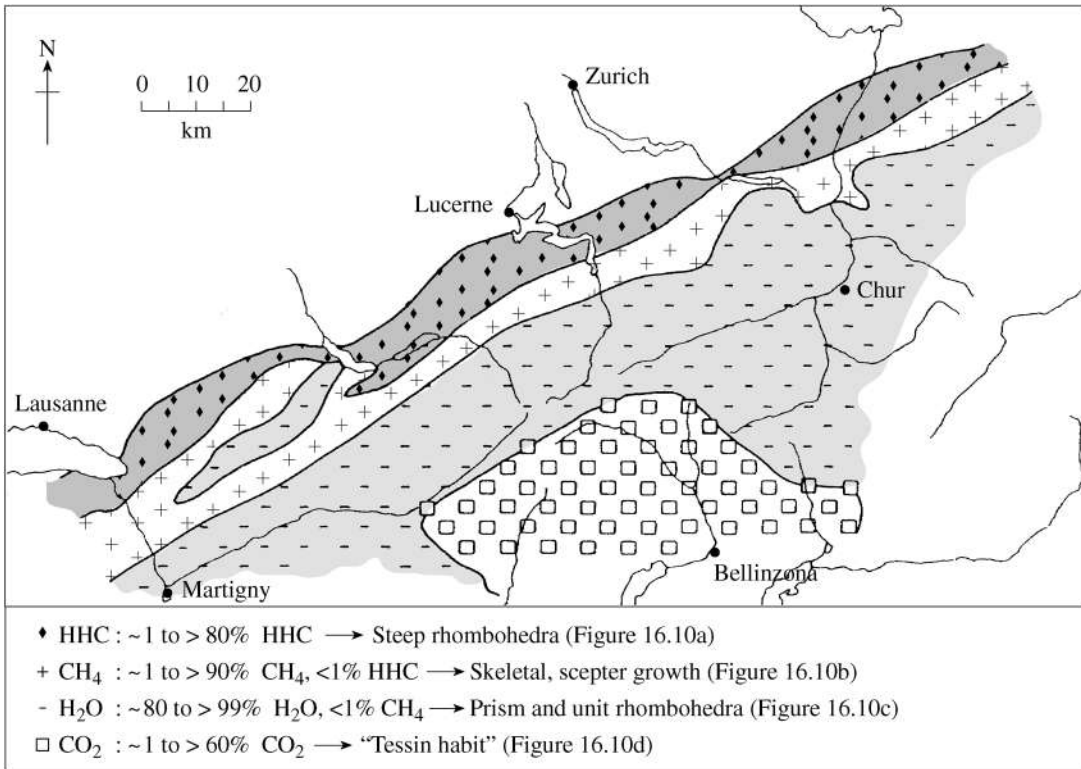 N
0 10 20
km
Zurich
Lucerne
Chur
Lausanne
Martigny
Bellinzona
♦ HHC : ~1 to > 80% HHC → Steep rhombohedra (Figure 16.10a)
+ CH₄ : ~1 to > 90% CH₄, <1% HHC → Skeletal, scepter growth (Figure 16.10b)
- H₂O : ~80 to > 99% H₂O, <1% CH₄ → Prism and unit rhombohedra (Figure 16.10c)
□ CO₂ : ~1 to > 60% CO₂ → “Tessin habit” (Figure 16.10d)